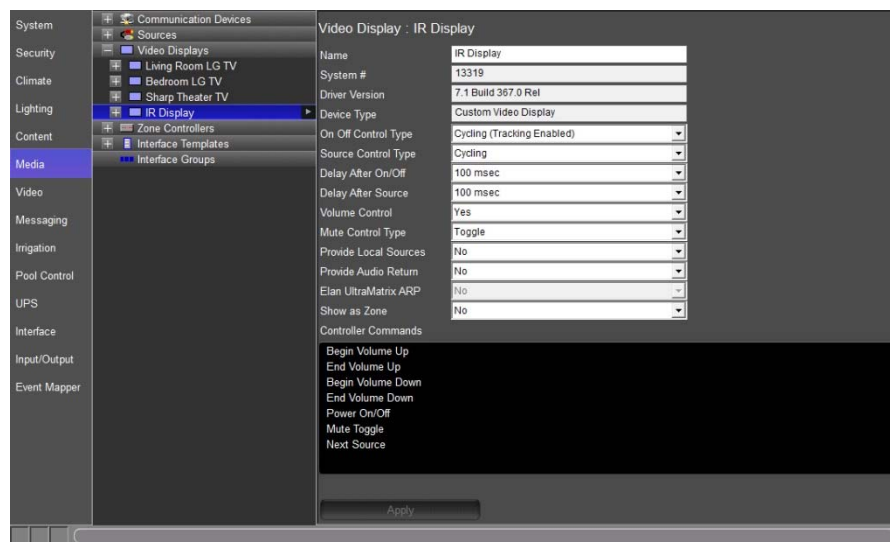 System
Security
Climate
Lighting
Content
Media
Video
Messaging
Irrigation
Pool Control
UPS
Interface
Input/Output
Event Mapper
Communication Devices
Sources
Video Displays
Living Room LG TV
Bedroom LG TV
Sharp Theater TV
IR Display
Zone Controllers
Interface Templates
Interface Groups
Video Display : IR Display
Name IR Display
System # 13319
Driver Version 7.1 Build 367.0 Rel
Device Type Custom Video Display
On Off Control Type Cycling (Tracking Enabled)
Source Control Type Cycling
Delay After On/Off 100 msec
Delay After Source 100 msec
Volume Control Yes
Mute Control Type Toggle
Provide Local Sources No
Provide Audio Return No
Elan UltraMatrix ARP No
Show as Zone No
Controller Commands
Begin Volume Up
End Volume Up
Begin Volume Down
End Volume Down
Power On/Off
Mute Toggle
Next Source
Apply